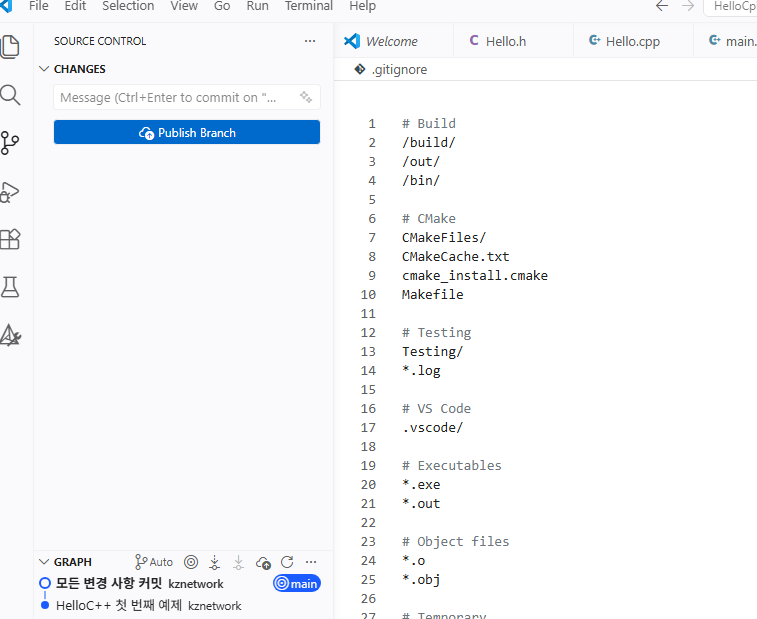 File Edit Selection View Go Run Terminal Help
SOURCE CONTROL
CHANGES
Message (Ctrl+Enter to commit on "...
Publish Branch
GRAPH Auto
모든 변경 사항 커밋 kznetwork main
HelloC++ 첫 번째 예제 kznetwork
HelloCp
Welcome Hello.h Hello.cpp main.
.gitignore
1 # Build
2 /build/
3 /out/
4 /bin/
5
6 # CMake
7 CMakeFiles/
8 CMakeCache.txt
9 cmake_install.cmake
10 Makefile
11
12 # Testing
13 Testing/
14 *.log
15
16 # VS Code
17 .vscode/
18
19 # Executables
20 *.exe
21 *.out
22
23 # Object files
24 *.o
25 *.obj
26
27 # Temporary